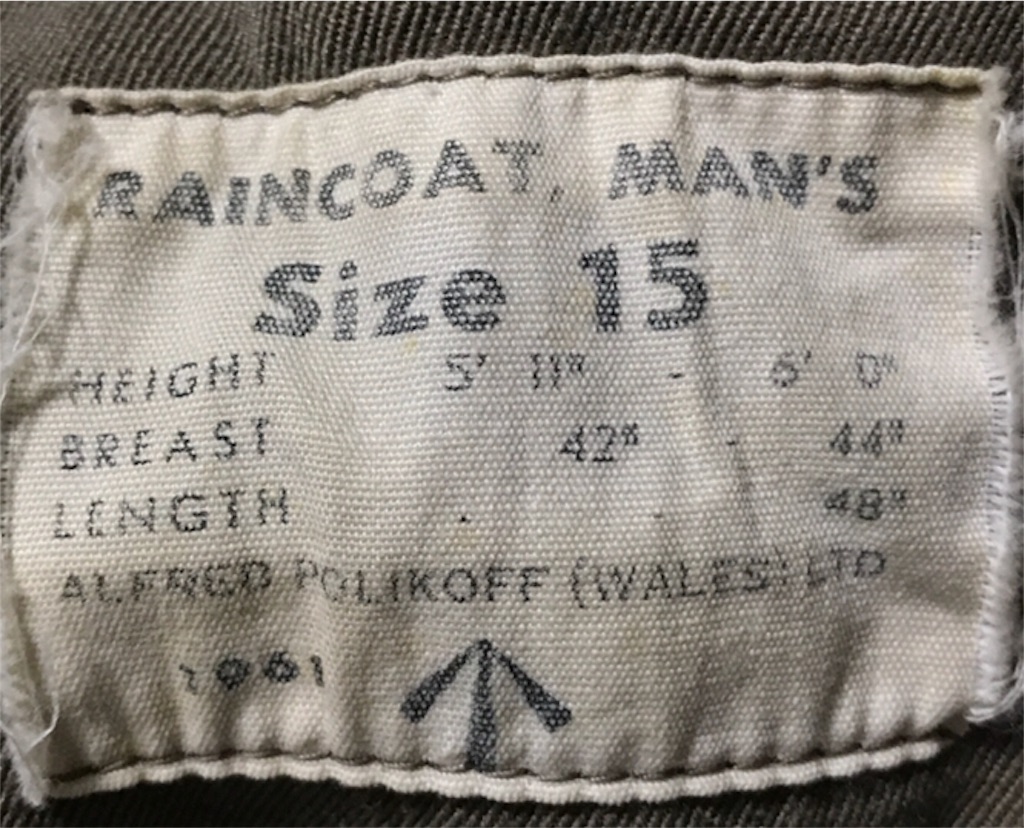 RAINCOAT, MAN'S
Size 15
HEIGHT 5' 11" - 6' 0"
BREAST 42" - 44"
LENGTH 48"
ALFRED POLIKOFF (WALES) LTD
1961